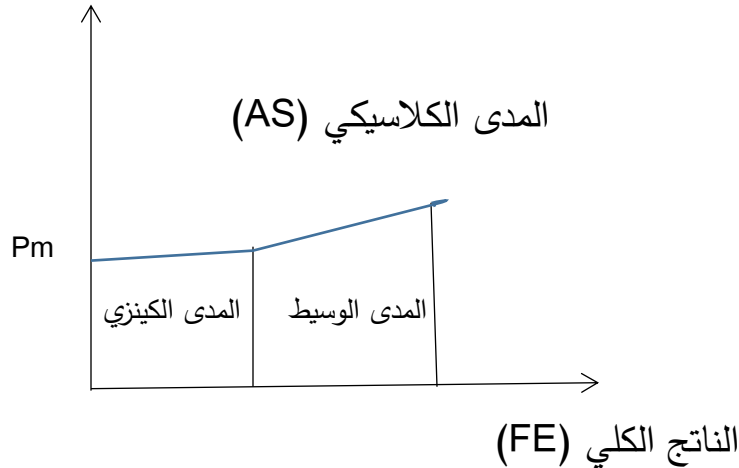 المدى الكلاسيكي (AS)
Pm
المدى الكينزي
المدى الوسيط
الناتج الكلي (FE)